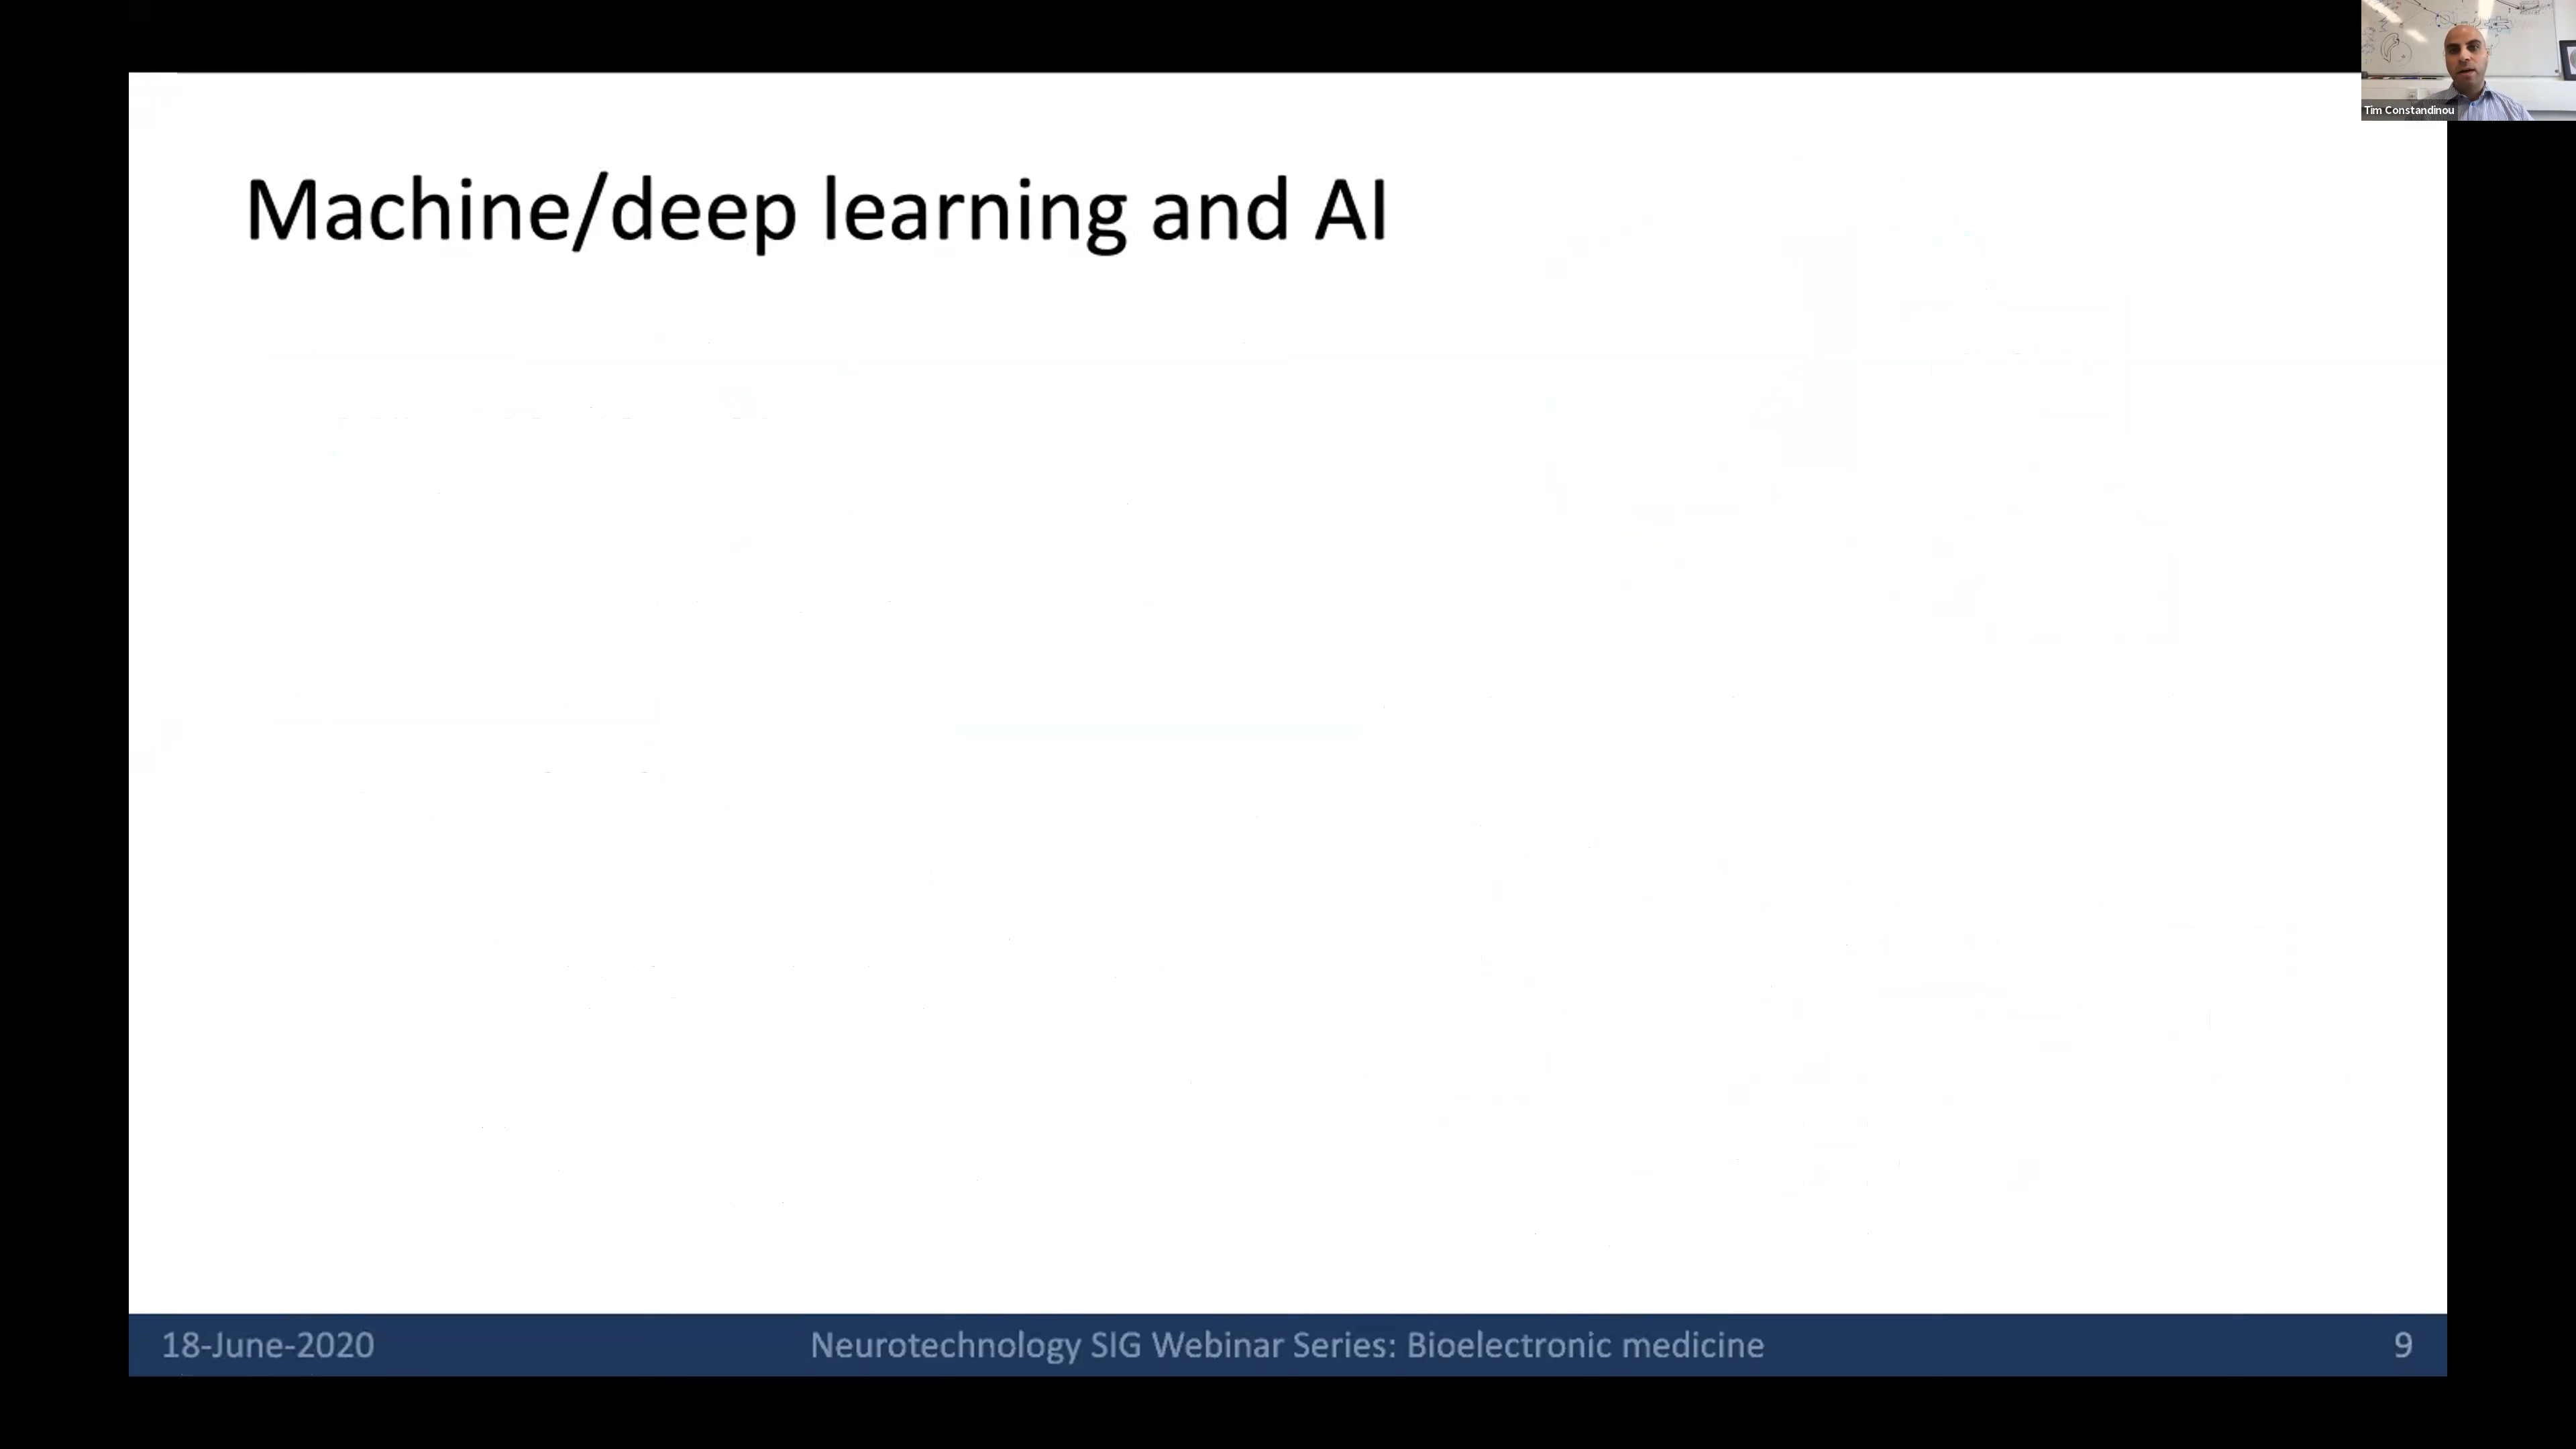 Tim Constandinou
Machine/deep learning and AI
18-June-2020
Neurotechnology SIG Webinar Series: Bioelectronic medicine
9